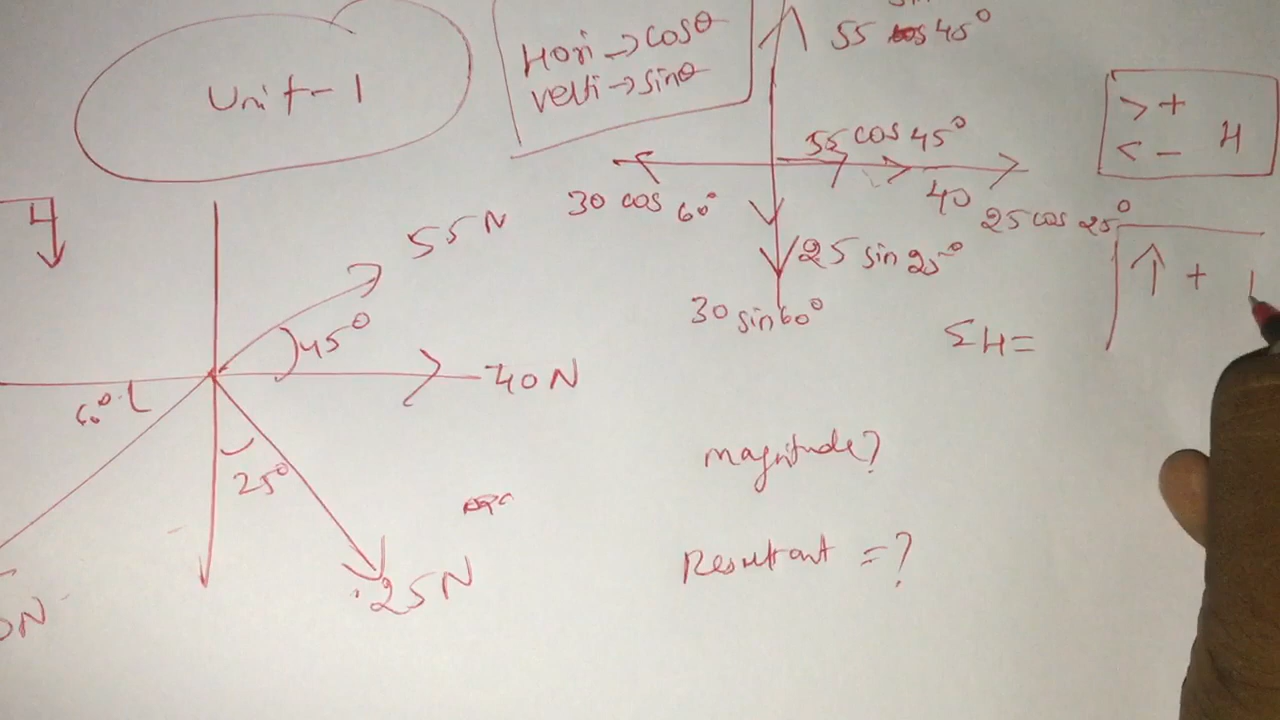 Unit-1
Hori → cosθ
verti → sinθ
55 cos 45°
> +
< - H
55 cos 45°
30 cos 60°
40
25 cos 25°
25 sin 25°
30 sin 60°
↑ +
ΣH =
4
55N
45°
40N
60°
25°
25N
magnitude?
Resultant = ?